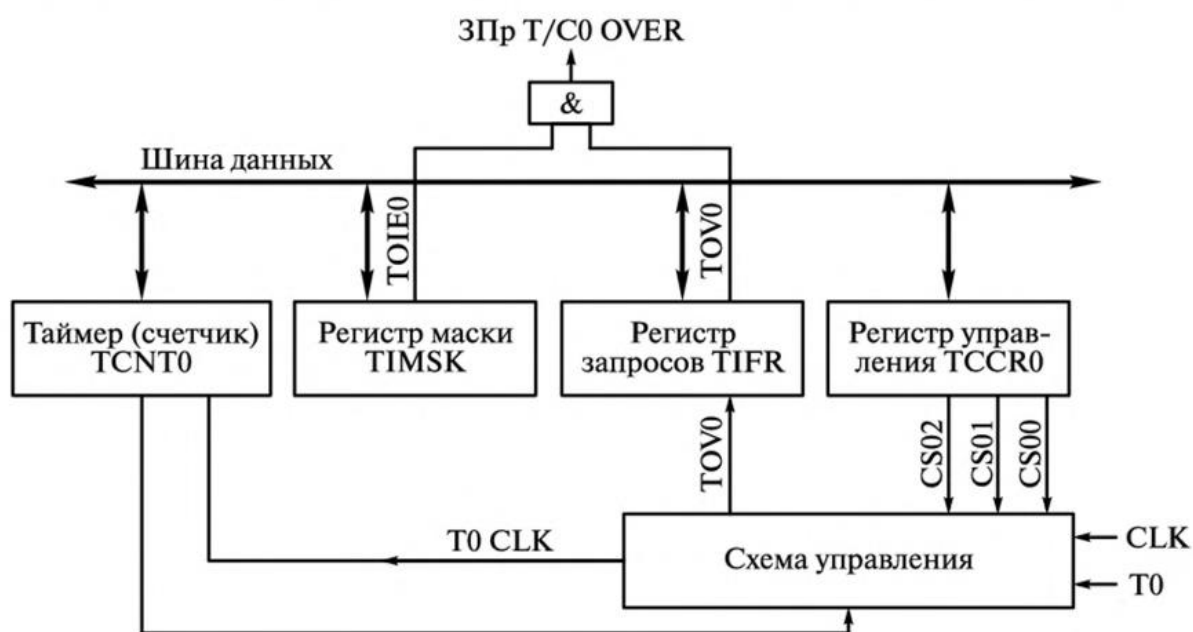 ЗПр T/C0 OVER
&
Шина данных
TOIE0
TOV0
Таймер (счетчик)
TCNT0
Регистр маски
TIMSK
Регистр
запросов TIFR
Регистр управ-
ления TCCR0
TOV0
CS02
CS01
CS00
T0 CLK
Схема управления
CLK
T0